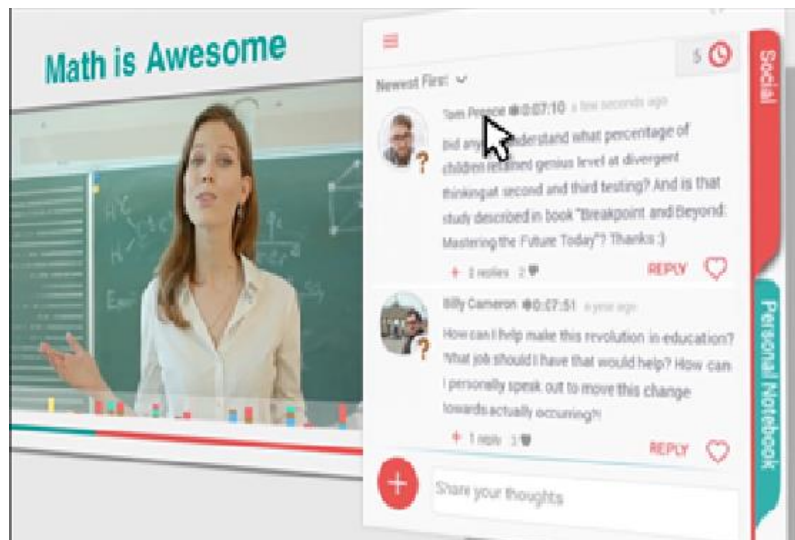 Math is Awesome
5
Newest First
Tom 0:07:10 a few seconds ago
Did understand what percentage of
children retained genius level at divergent
thinking at second and third testing? And is that
study described in book "Breakpoint and Beyond:
Mastering the Future Today"? Thanks :)
+ replies 2
REPLY
Billy Cameron 0:07:51 a year ago
How can I help make this revolution in education?
What job should I have that would help? How can
I personally speak out to move this change
towards actually occurring?!
+ 1 reply 3
REPLY
+
Share your thoughts
Social
Personal Notebook